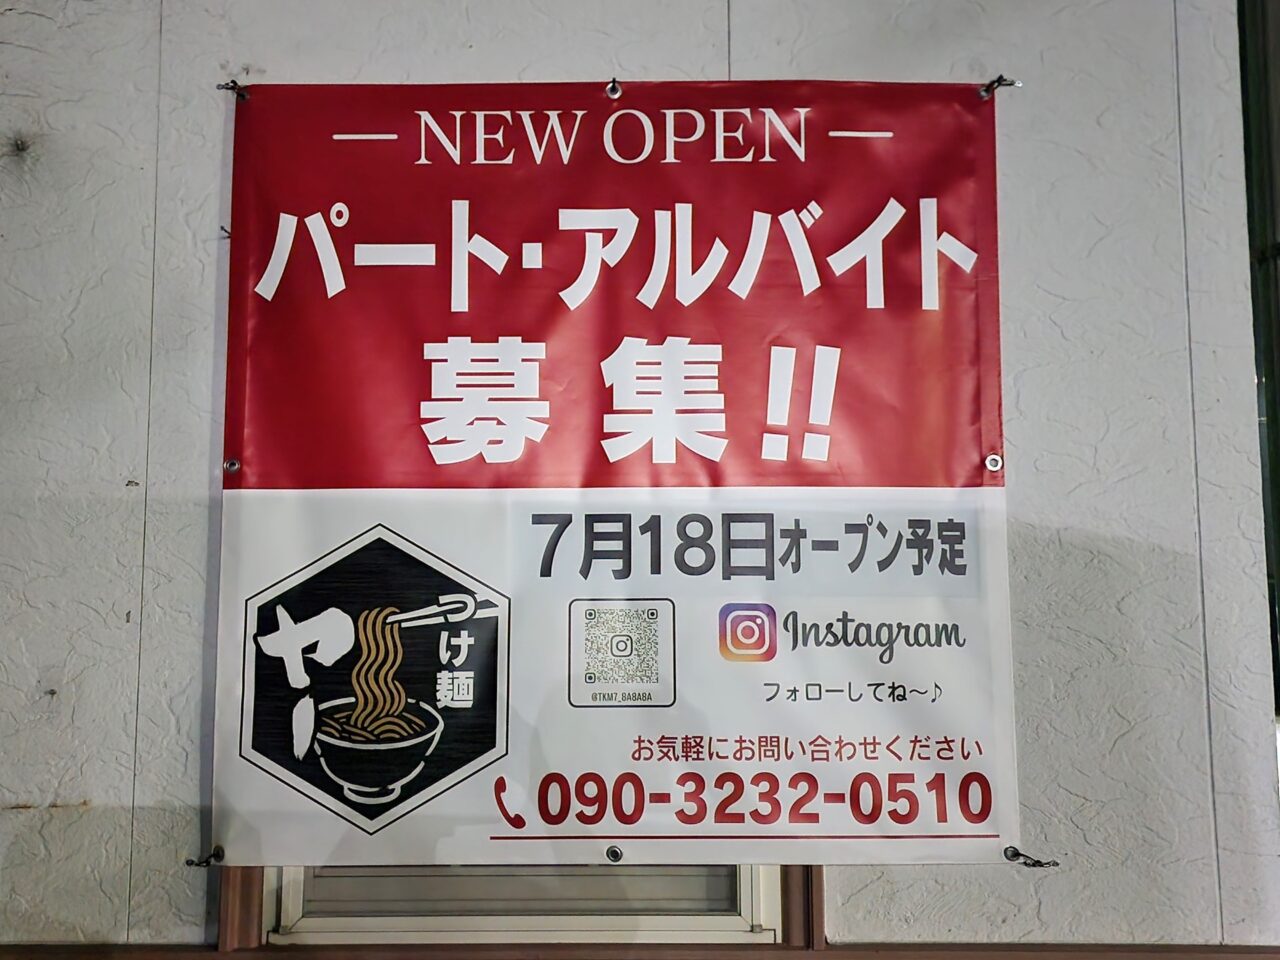 NEW OPEN
パート・アルバイト
募集!!
7月18日オープン予定
つけ麺
ヤ
@TKM7_8A8A8A
Instagram
フォローしてね〜♪
お気軽にお問い合わせください
090-3232-0510